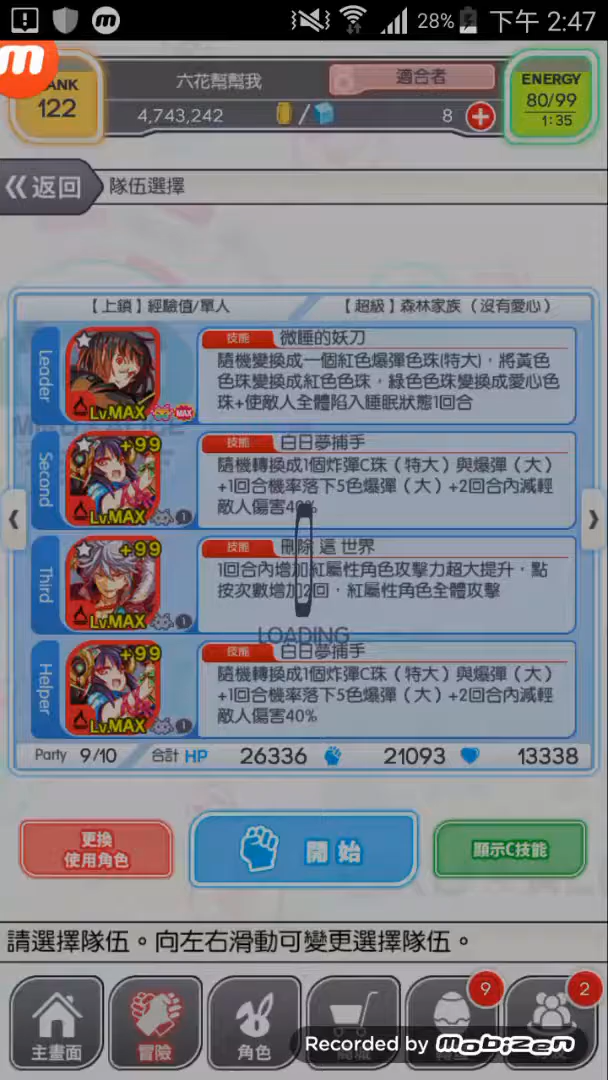 28% 下午 2:47
RANK
122
六花幫幫我
適合者
4,743,242
/
8
ENERGY
80/99
1:35
返回
隊伍選擇
【上鎖】經驗值/單人
【超級】森林家族（沒有愛心）
Leader
Lv.MAX
MAX
技能
微睡的妖刀
隨機變換成一個紅色爆彈色珠(特大)，將黃色
色珠變換成紅色色珠，綠色色珠變換成愛心色
珠+使敵人全體陷入睡眠狀態1回合
Second
+99
Lv.MAX
1
技能
白日夢捕手
隨機轉換成1個炸彈C珠（特大）與爆彈（大）
+1回合機率落下5色爆彈（大）+2回合內減輕
敵人傷害40%
Third
+99
Lv.MAX
1
技能
刪除 這 世界
1回合內增加紅屬性角色攻擊力超大提升，點
按次數增加2回，紅屬性角色全體攻擊
LOADING
Helper
+99
Lv.MAX
1
技能
白日夢捕手
隨機轉換成1個炸彈C珠（特大）與爆彈（大）
+1回合機率落下5色爆彈（大）+2回合內減輕
敵人傷害40%
Party 9/10 合計 HP 26336 21093 13338
更換
使用角色
開始
顯示C技能
請選擇隊伍。向左右滑動可變更選擇隊伍。
9
2
主畫面
冒險
角色
Recorded by Mobizen